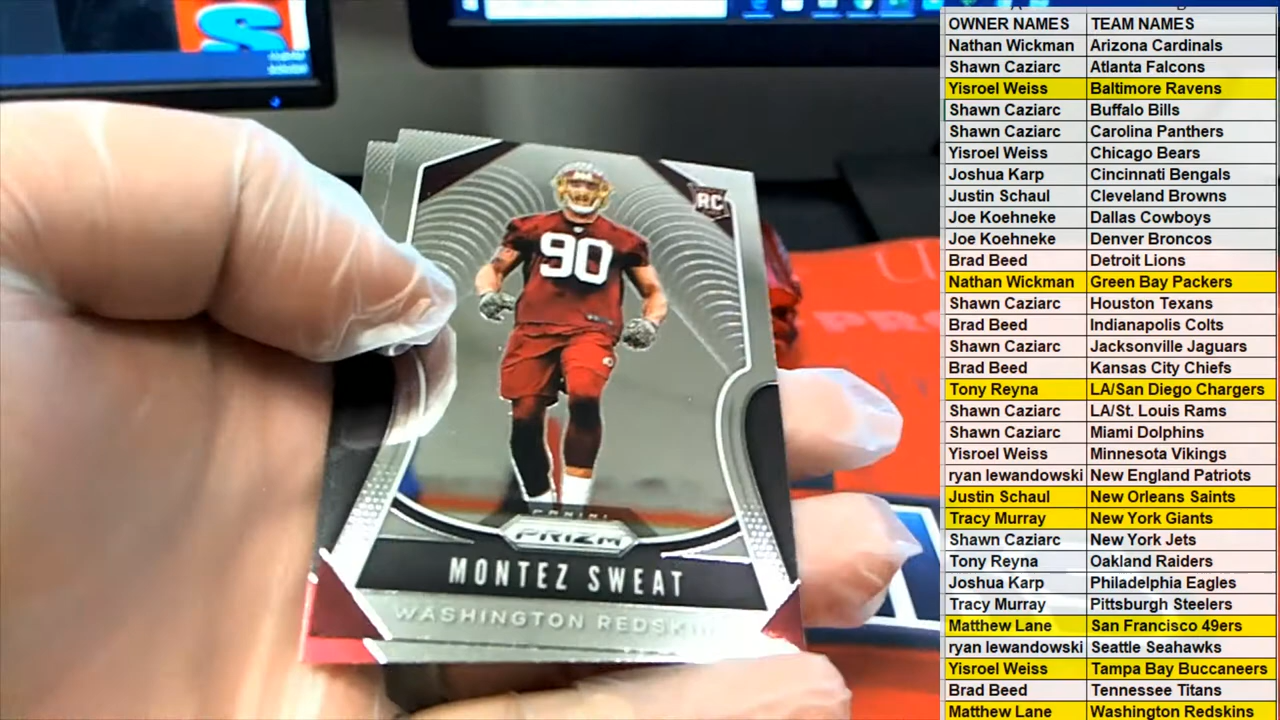 S
RC
90
PANINI
PRIZM
MONTEZ SWEAT
WASHINGTON REDSKINS
PRO
OWNER NAMES TEAM NAMES
Nathan Wickman Arizona Cardinals
Shawn Caziarc Atlanta Falcons
Yisroel Weiss Baltimore Ravens
Shawn Caziarc Buffalo Bills
Shawn Caziarc Carolina Panthers
Yisroel Weiss Chicago Bears
Joshua Karp Cincinnati Bengals
Justin Schaul Cleveland Browns
Joe Koehneke Dallas Cowboys
Joe Koehneke Denver Broncos
Brad Beed Detroit Lions
Nathan Wickman Green Bay Packers
Shawn Caziarc Houston Texans
Brad Beed Indianapolis Colts
Shawn Caziarc Jacksonville Jaguars
Brad Beed Kansas City Chiefs
Tony Reyna LA/San Diego Chargers
Shawn Caziarc LA/St. Louis Rams
Shawn Caziarc Miami Dolphins
Yisroel Weiss Minnesota Vikings
ryan lewandowski New England Patriots
Justin Schaul New Orleans Saints
Tracy Murray New York Giants
Shawn Caziarc New York Jets
Tony Reyna Oakland Raiders
Joshua Karp Philadelphia Eagles
Tracy Murray Pittsburgh Steelers
Matthew Lane San Francisco 49ers
ryan lewandowski Seattle Seahawks
Yisroel Weiss Tampa Bay Buccaneers
Brad Beed Tennessee Titans
Matthew Lane Washington Redskins